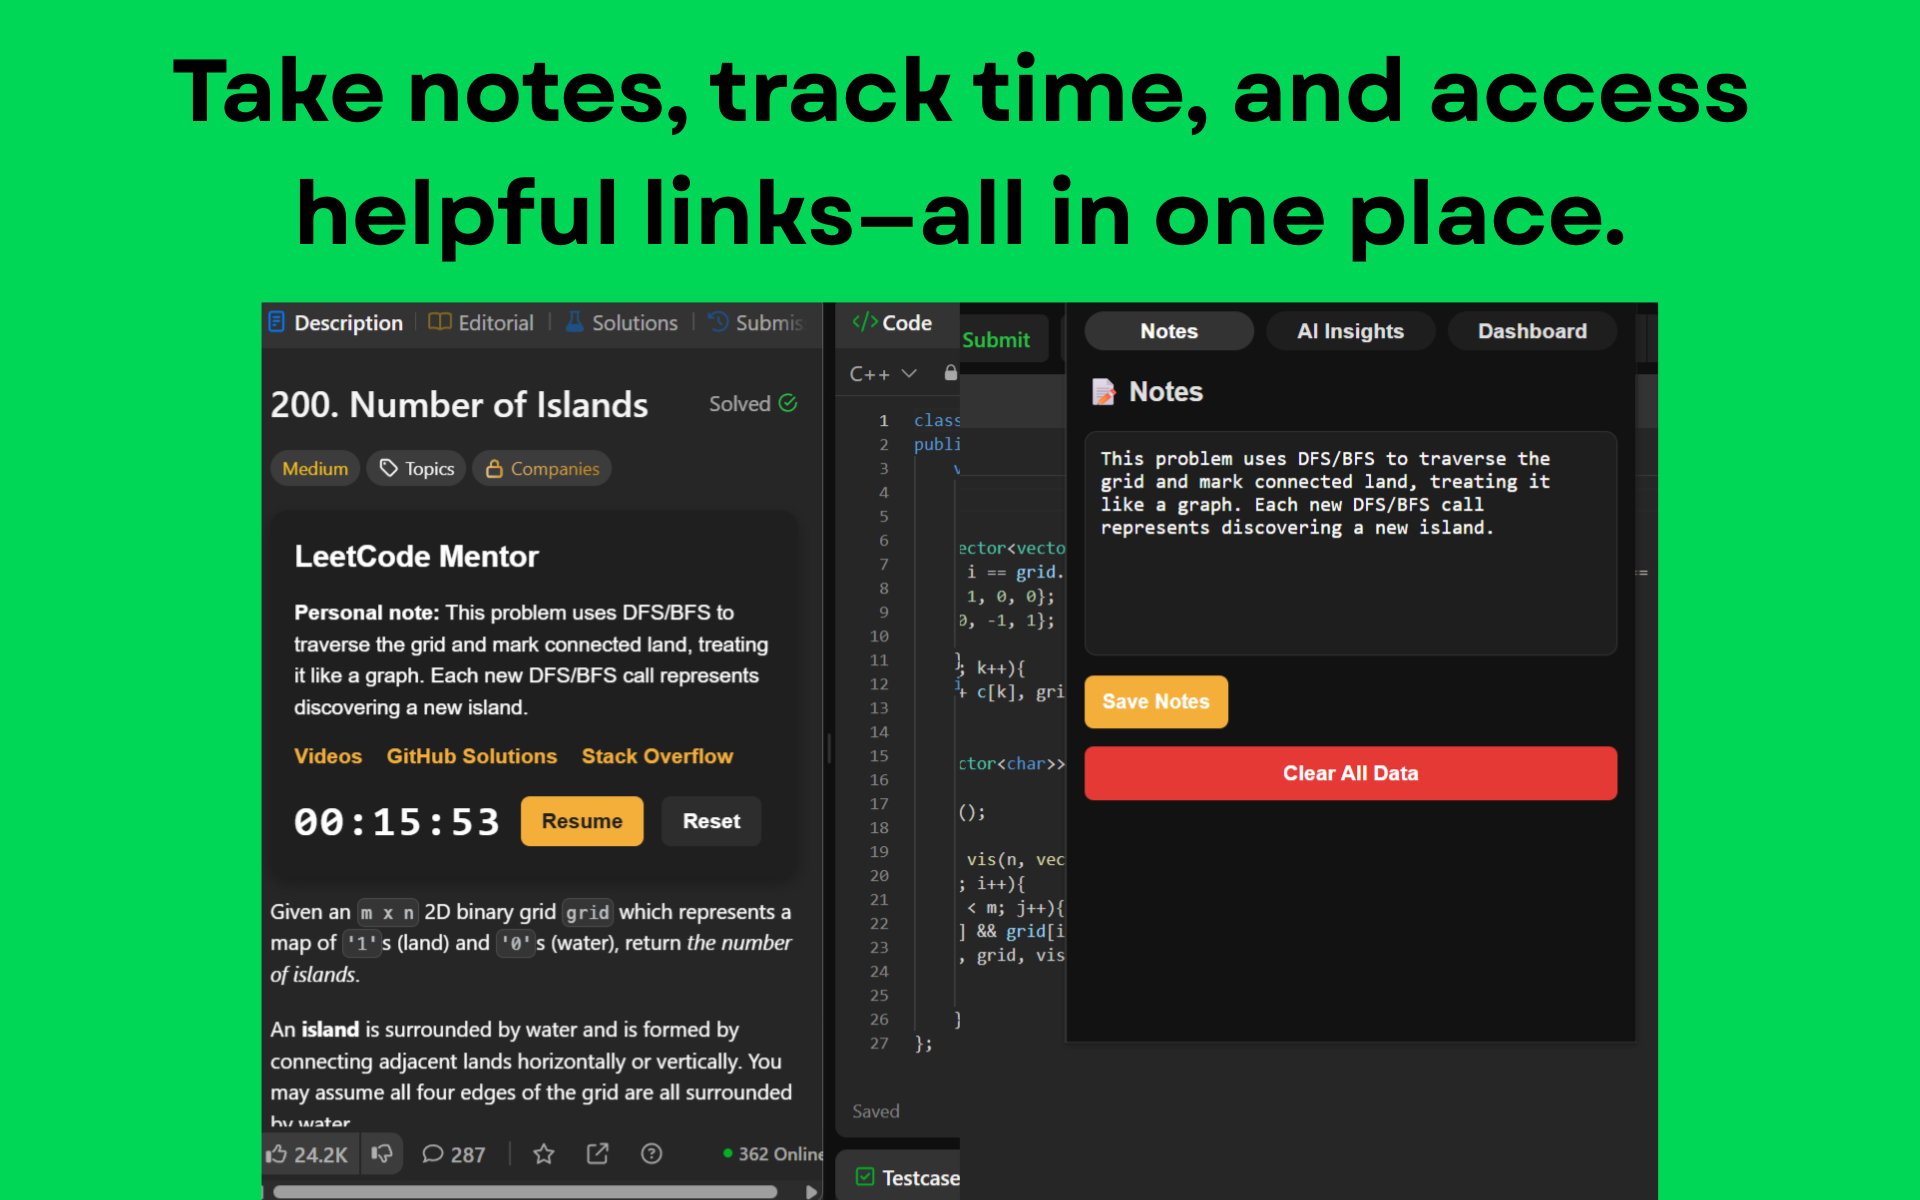 Take notes, track time, and access
helpful links—all in one place.
Description
Editorial
Solutions
Submis
200. Number of Islands
Solved
Medium
Topics
Companies
LeetCode Mentor
Personal note: This problem uses DFS/BFS to
traverse the grid and mark connected land, treating
it like a graph. Each new DFS/BFS call represents
discovering a new island.
Videos GitHub Solutions Stack Overflow
00:15:53
Resume
Reset
Given an m x n 2D binary grid grid which represents a
map of '1's (land) and '0's (water), return the number
of islands.
An island is surrounded by water and is formed by
connecting adjacent lands horizontally or vertically. You
may assume all four edges of the grid are all surrounded
by water
24.2K
287
362 Online
</> Code
Submit
C++
1 class
2 publi
3 v
4
5
6 ector<vecto
7 i == grid. ==
8 1, 0, 0};
9 0, -1, 1};
10
11 } ; k++){
12 i + c[k], gri
13
14
15 ctor<char>>
16
17 ();
18
19 vis(n, vec
20 ; i++){
21 < m; j++){
22 ] && grid[i
23 , grid, vis
24
25
26 }
27 };
Saved
Testcase
Notes
AI Insights
Dashboard
Notes
This problem uses DFS/BFS to traverse the
grid and mark connected land, treating it
like a graph. Each new DFS/BFS call
represents discovering a new island.
Save Notes
Clear All Data